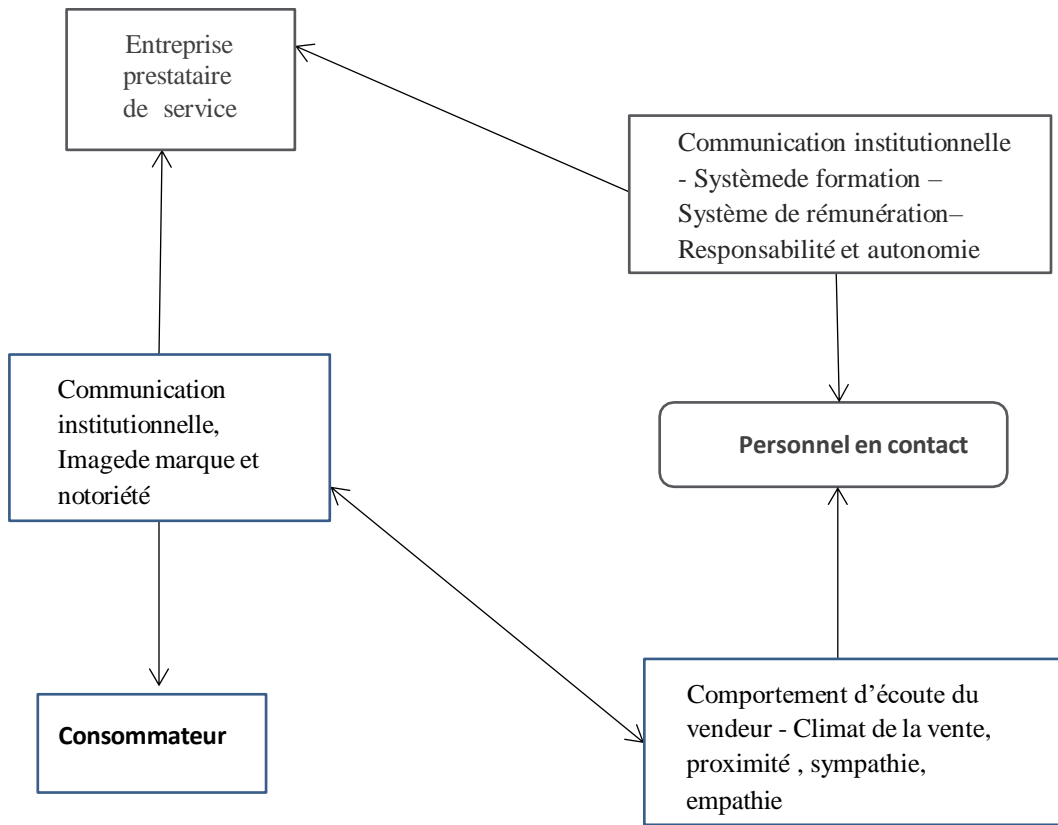 Entreprise
prestataire
de service
Communication institutionnelle
- Systèmede formation –
Système de rémunération–
Responsabilité et autonomie
Communication
institutionnelle,
Imagede marque et
notoriété
Personnel en contact
Consommateur
Comportement d’écoute du
vendeur - Climat de la vente,
proximité , sympathie,
empathie